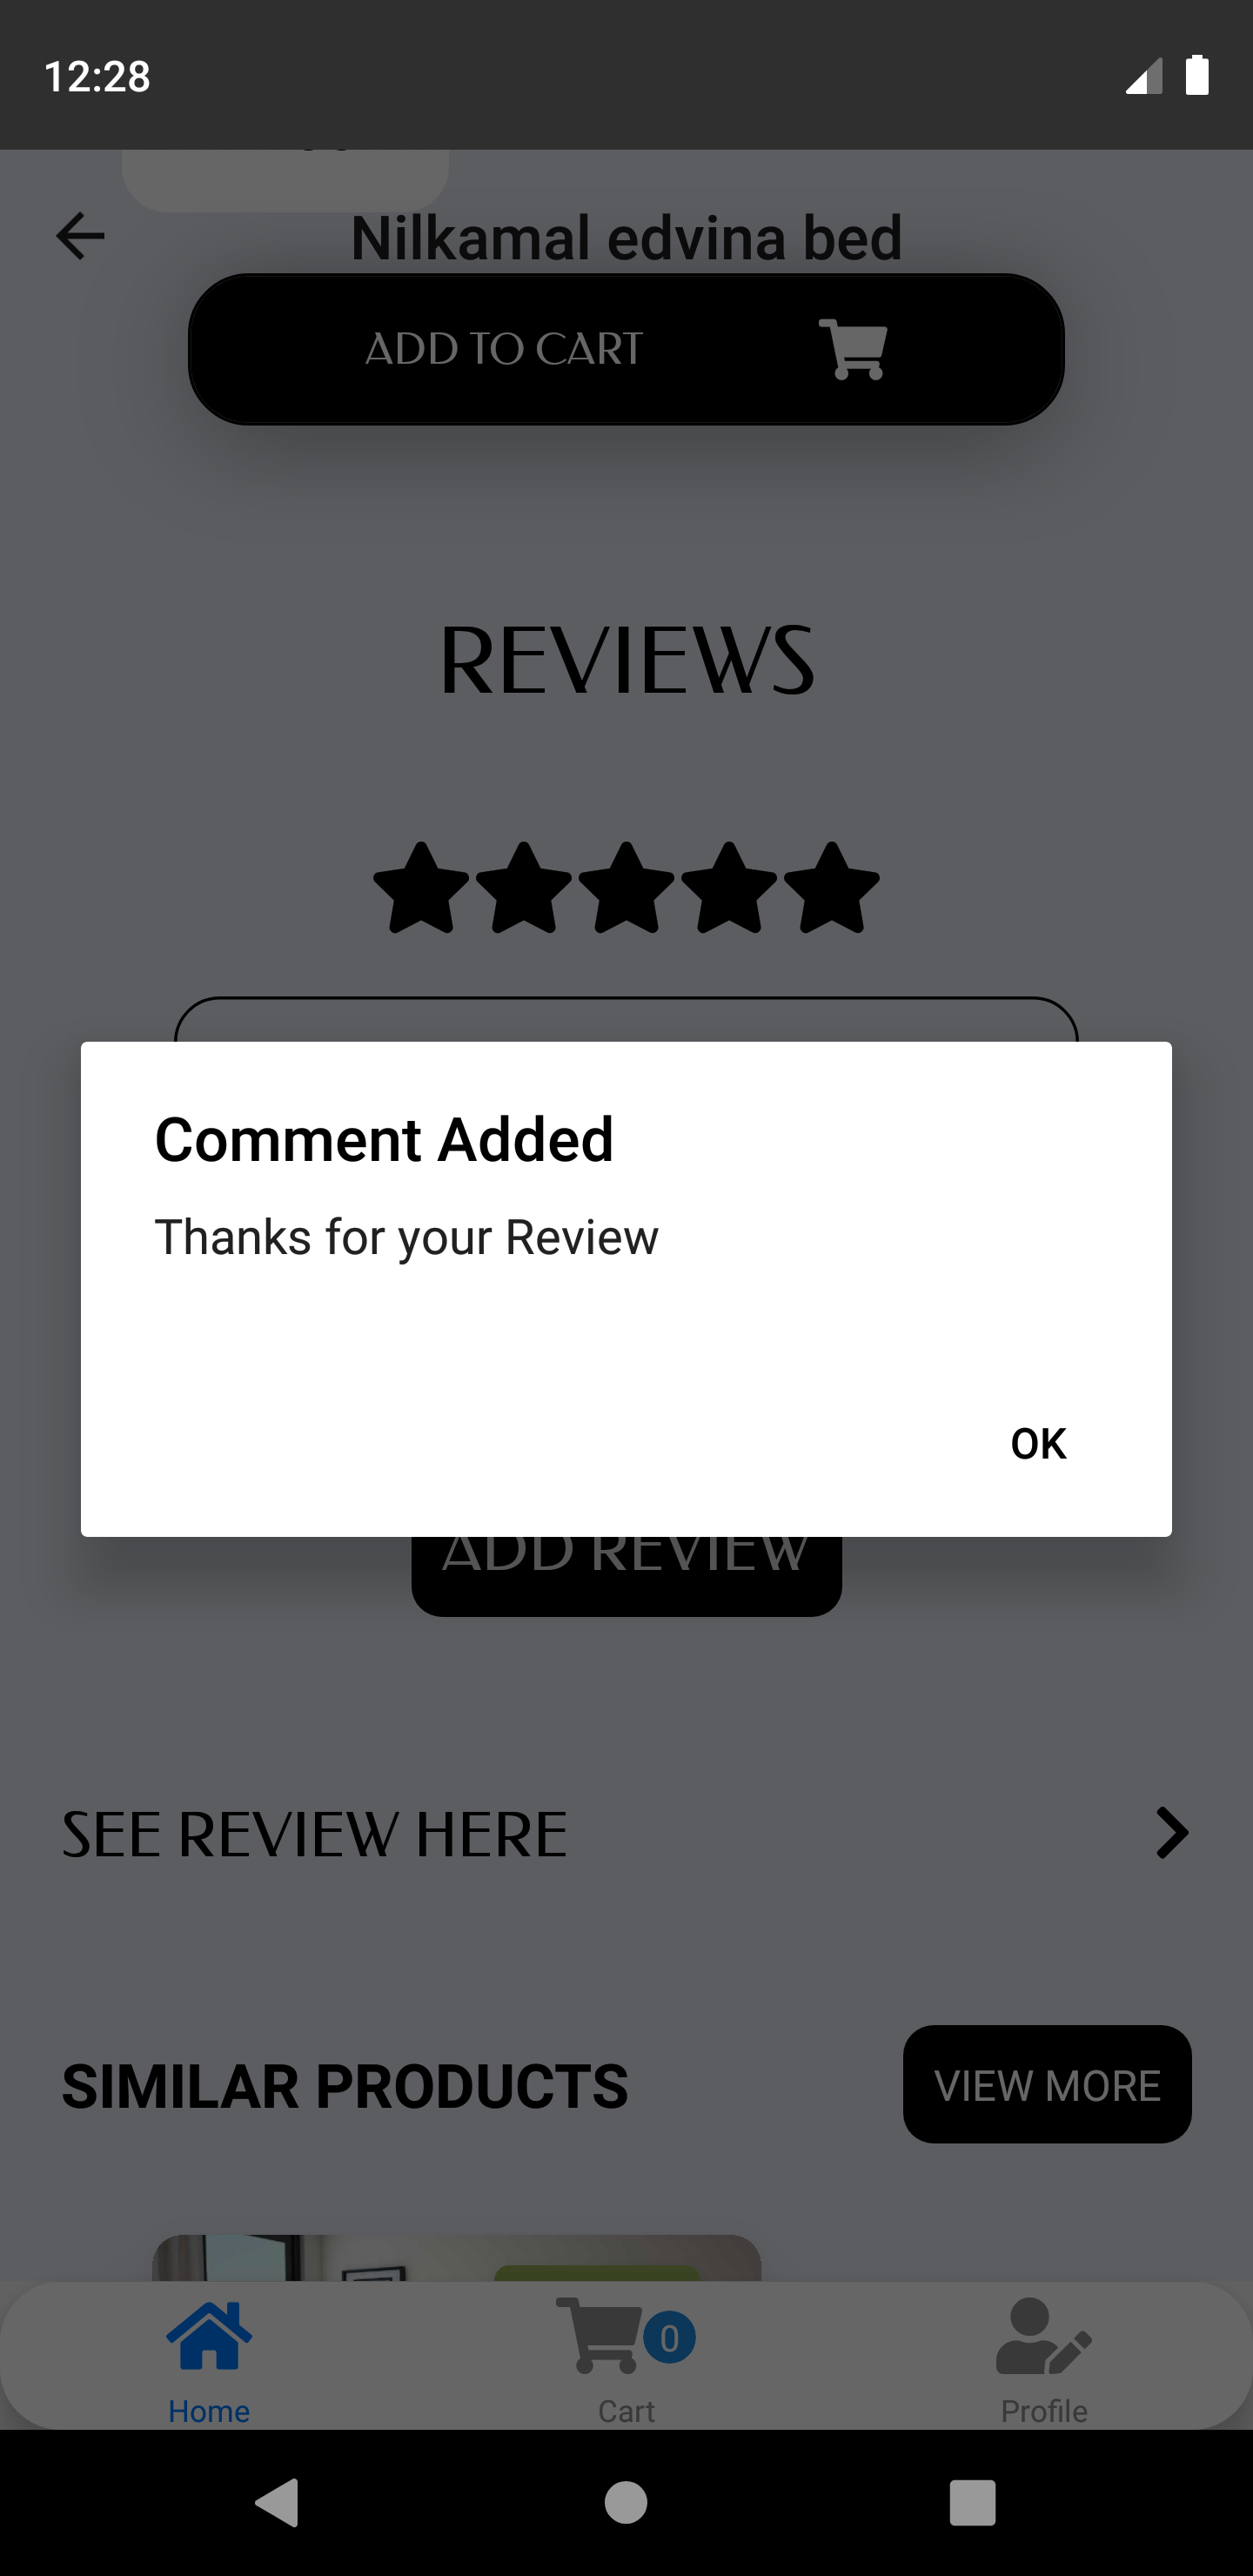 12:28
Nilkamal edvina bed
ADD TO CART
REVIEWS
Comment Added
Thanks for your Review
OK
ADD REVIEW
SEE REVIEW HERE
SIMILAR PRODUCTS
VIEW MORE
0
Home
Cart
Profile